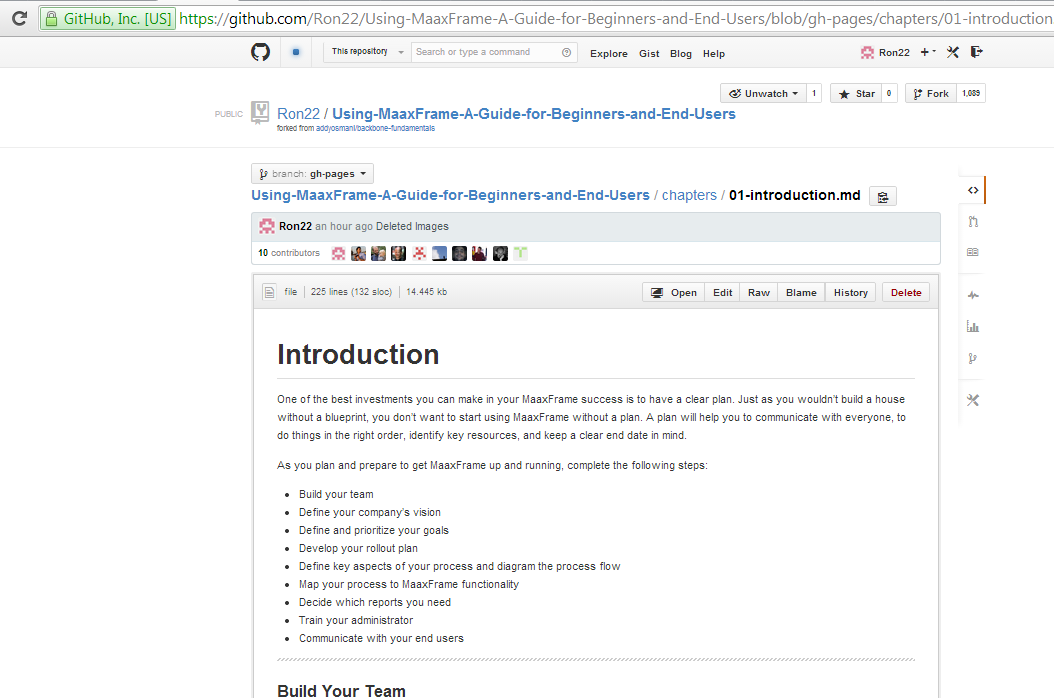 GitHub, Inc. [US] https://github.com/Ron22/Using-MaaxFrame-A-Guide-for-Beginners-and-End-Users/blob/gh-pages/chapters/01-introduction
This repository Search or type a command Explore Gist Blog Help Ron22
Unwatch 1 Star 0 Fork 1,089
PUBLIC Ron22 / Using-MaaxFrame-A-Guide-for-Beginners-and-End-Users
forked from addyosmani/backbone-fundamentals
branch: gh-pages
Using-MaaxFrame-A-Guide-for-Beginners-and-End-Users / chapters / 01-introduction.md
Ron22 an hour ago Deleted Images
10 contributors
file 225 lines (132 sloc) 14.445 kb Open Edit Raw Blame History Delete
Introduction
One of the best investments you can make in your MaaxFrame success is to have a clear plan. Just as you wouldn't build a house
without a blueprint, you don't want to start using MaaxFrame without a plan. A plan will help you to communicate with everyone, to
do things in the right order, identify key resources, and keep a clear end date in mind.
As you plan and prepare to get MaaxFrame up and running, complete the following steps:
• Build your team
• Define your company's vision
• Define and prioritize your goals
• Develop your rollout plan
• Define key aspects of your process and diagram the process flow
• Map your process to MaaxFrame functionality
• Decide which reports you need
• Train your administrator
• Communicate with your end users
Build Your Team